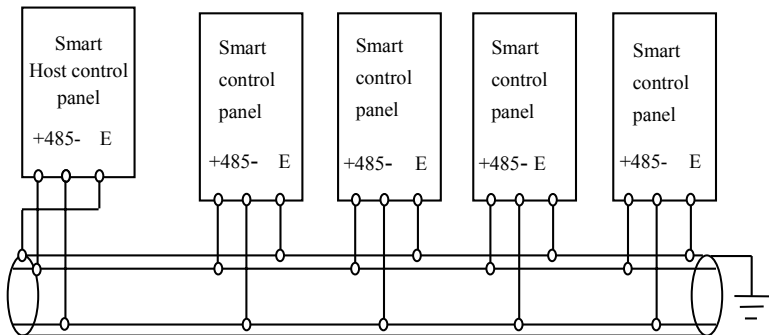 Smart
Host control
panel
+485- E
Smart
control
panel
+485- E
Smart
control
panel
+485- E
Smart
control
panel
+485- E
Smart
control
panel
+485- E